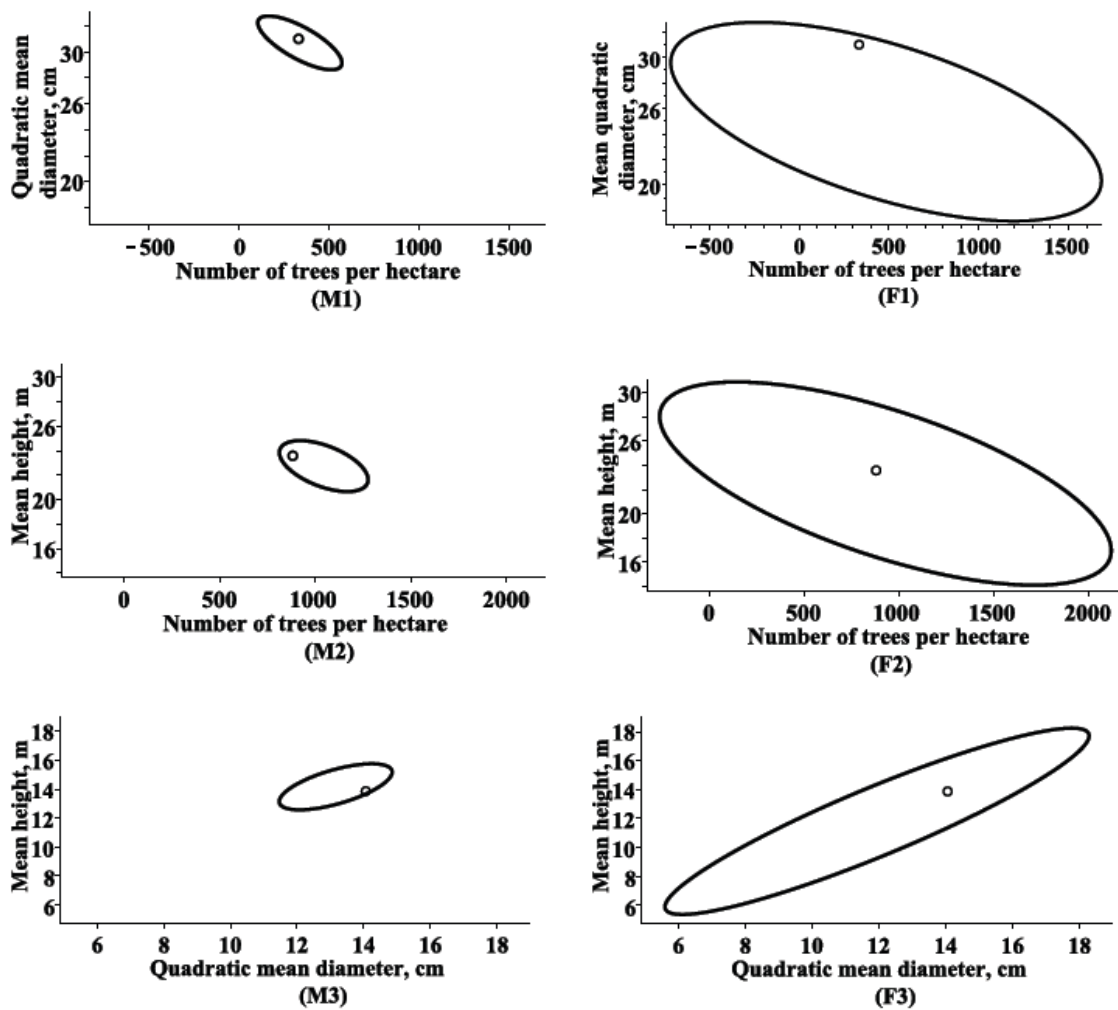 Quadratic mean
diameter, cm
30
26
20
−500 0 500 1000 1500
Number of trees per hectare
(M1)
Mean quadratic
diameter, cm
30
26
20
−500 0 500 1000 1500
Number of trees per hectare
(F1)
Mean height, m
30
26
20
16
0 500 1000 1500 2000
Number of trees per hectare
(M2)
Mean height, m
30
26
20
16
0 500 1000 1500 2000
Number of trees per hectare
(F2)
Mean height, m
18
16
14
12
10
8
6
6 8 10 12 14 16 18
Quadratic mean diameter, cm
(M3)
Mean height, m
18
16
14
12
10
8
6
6 8 10 12 14 16 18
Quadratic mean diameter, cm
(F3)